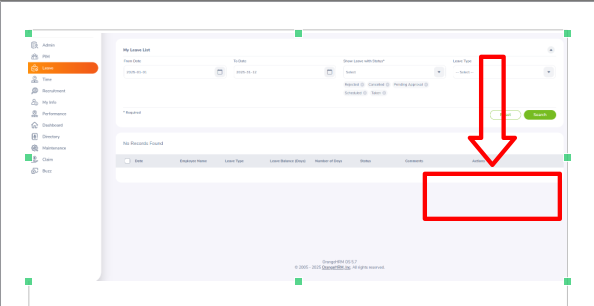 Admin
PIM
Leave
Time
Recruitment
My Info
Performance
Dashboard
Directory
Maintenance
Claim
Buzz
My Leave List
From Date
To Date
Show Leave with Status*
Leave Type
2025-01-01
2025-31-12
Select
-- Select --
Rejected
Cancelled
Pending Approval
Scheduled
Taken
* Required
Search
No Records Found
Date
Employee Name
Leave Type
Leave Balance (Days)
Number of Days
Status
Comments
Actions
OrangeHRM OS 5.7
© 2005 - 2025 OrangeHRM, Inc. All rights reserved.